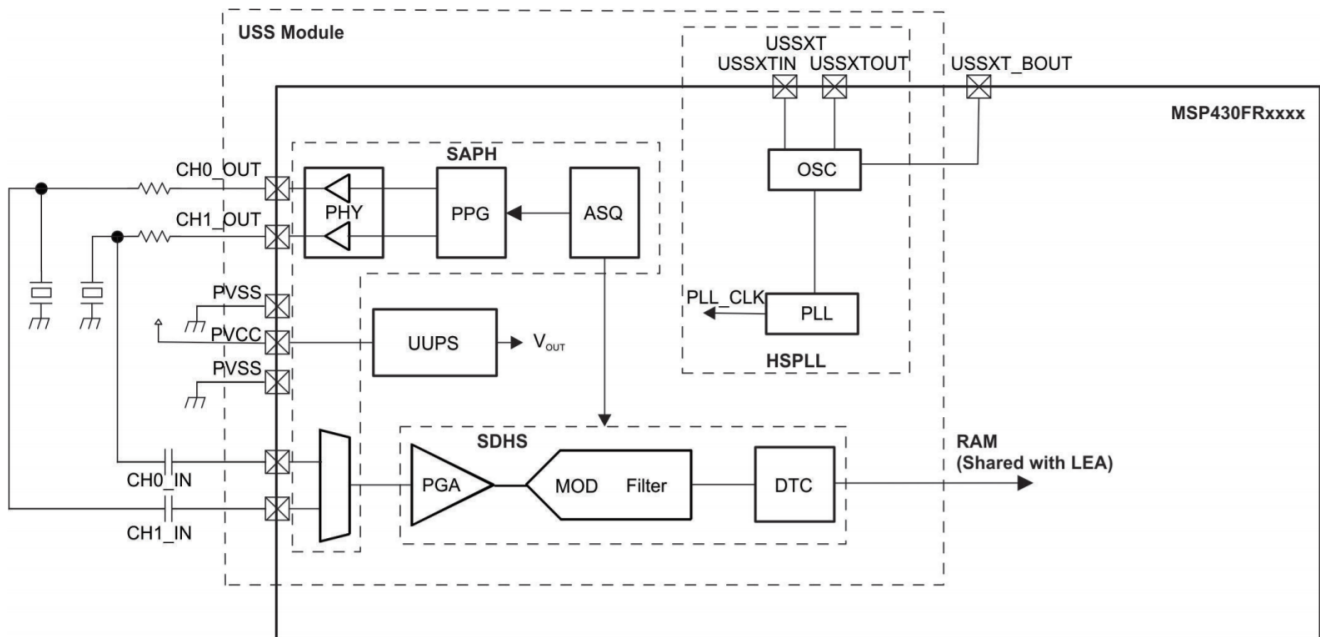 USS Module
USSXT
USSXTIN
USSXTOUT
USSXT_BOUT
MSP430FRxxxx
SAPH
CH0_OUT
OSC
PHY
PPG
ASQ
CH1_OUT
PVSS
PLL_CLK
PLL
PVCC
UUPS
VOUT
HSPLL
PVSS
SDHS
RAM
(Shared with LEA)
CH0_IN
PGA
MOD
Filter
DTC
CH1_IN